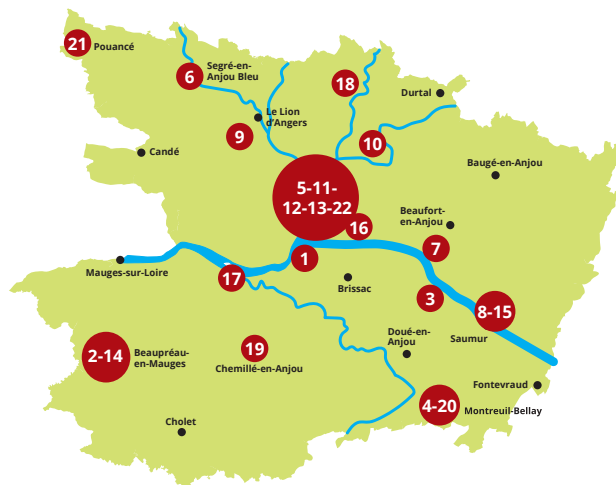 21
Pouancé
6
Segré-en-
Anjou Bleu
18
Durtal
Le Lion
d'Angers
9
10
Candé
Baugé-en-Anjou
5-11-
12-13-22
16
Beaufort-
en-Anjou
7
1
Mauges-sur-Loire
17
Brissac
3
8-15
Saumur
2-14
Beaupréau-
en-Mauges
19
Chemillé-en-Anjou
Doué-en-
Anjou
Fontevraud
4-20
Montreuil-Bellay
Cholet